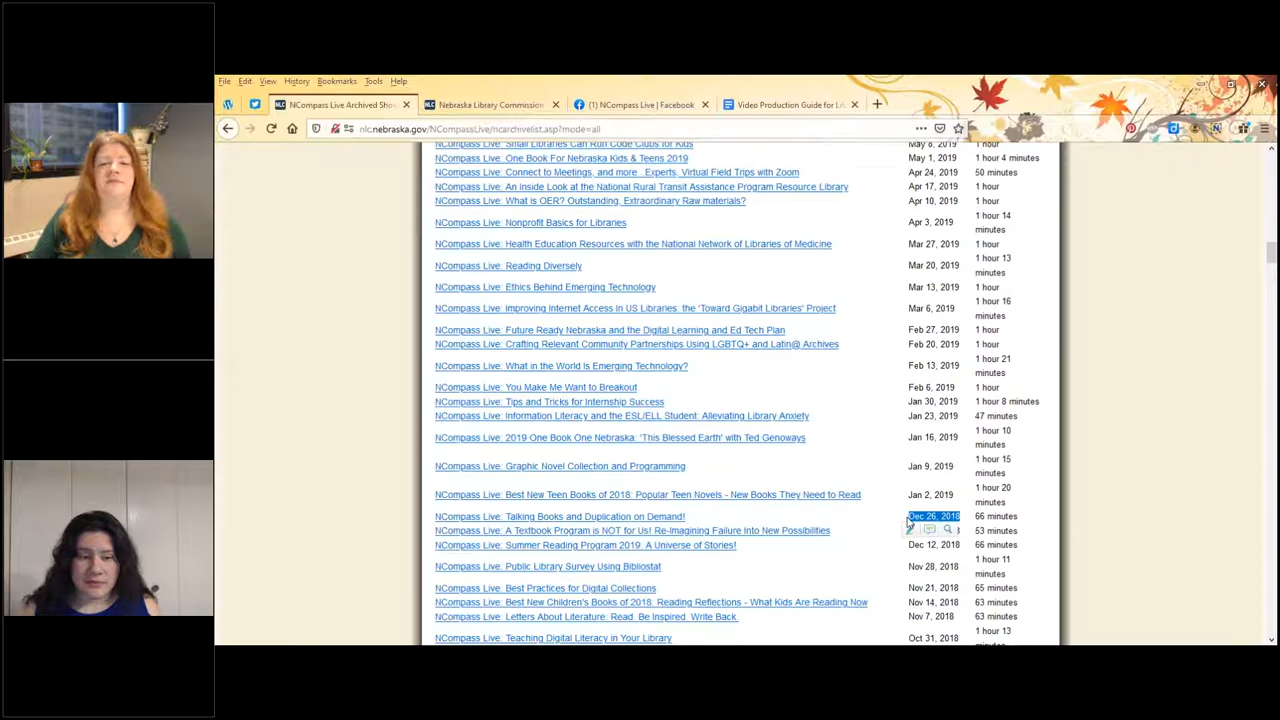 File Edit View History Bookmarks Tools Help
NCompass Live Archived Sho
Nebraska Library Commission
(1) NCompass Live | Facebook
Video Production Guide for Li
nlc.nebraska.gov/NCompassLive/ncarchivelist.asp?mode=all
NCompass Live: Small Libraries Can Run Code Clubs for Kids May 8, 2019 1 hour
NCompass Live: One Book For Nebraska Kids & Teens 2019 May 1, 2019 1 hour 4 minutes
NCompass Live: Connect to Meetings, and more...Experts, Virtual Field Trips with Zoom Apr 24, 2019 50 minutes
NCompass Live: An Inside Look at the National Rural Transit Assistance Program Resource Library Apr 17, 2019 1 hour
NCompass Live: What is OER? Outstanding, Extraordinary Raw materials? Apr 10, 2019 1 hour
NCompass Live: Nonprofit Basics for Libraries Apr 3, 2019 1 hour 14
minutes
NCompass Live: Health Education Resources with the National Network of Libraries of Medicine Mar 27, 2019 1 hour
NCompass Live: Reading Diversely Mar 20, 2019 1 hour 13
minutes
NCompass Live: Ethics Behind Emerging Technology Mar 13, 2019 1 hour
NCompass Live: Improving Internet Access In US Libraries: the 'Toward Gigabit Libraries' Project Mar 6, 2019 1 hour 16
minutes
NCompass Live: Future Ready Nebraska and the Digital Learning and Ed Tech Plan Feb 27, 2019 1 hour
NCompass Live: Crafting Relevant Community Partnerships Using LGBTQ+ and Latin@ Archives Feb 20, 2019 1 hour
NCompass Live: What in the World Is Emerging Technology? Feb 13, 2019 1 hour 21
minutes
NCompass Live: You Make Me Want to Breakout Feb 6, 2019 1 hour
NCompass Live: Tips and Tricks for Internship Success Jan 30, 2019 1 hour 8 minutes
NCompass Live: Information Literacy and the ESL/ELL Student: Alleviating Library Anxiety Jan 23, 2019 47 minutes
NCompass Live: 2019 One Book One Nebraska: 'This Blessed Earth' with Ted Genoways Jan 16, 2019 1 hour 10
minutes
NCompass Live: Graphic Novel Collection and Programming Jan 9, 2019 1 hour 15
minutes
NCompass Live: Best New Teen Books of 2018: Popular Teen Novels - New Books They Need to Read Jan 2, 2019 1 hour 20
minutes
NCompass Live: Talking Books and Duplication on Demand! Dec 26, 2018 66 minutes
NCompass Live: A Textbook Program is NOT for Us! Re-Imagining Failure Into New Possibilities 53 minutes
NCompass Live: Summer Reading Program 2019: A Universe of Stories! Dec 12, 2018 66 minutes
NCompass Live: Public Library Survey Using Bibliostat Nov 28, 2018 1 hour 11
minutes
NCompass Live: Best Practices for Digital Collections Nov 21, 2018 65 minutes
NCompass Live: Best New Children's Books of 2018: Reading Reflections - What Kids Are Reading Now Nov 14, 2018 63 minutes
NCompass Live: Letters About Literature: Read. Be Inspired. Write Back. Nov 7, 2018 63 minutes
NCompass Live: Teaching Digital Literacy in Your Library Oct 31, 2018 1 hour 13
minutes